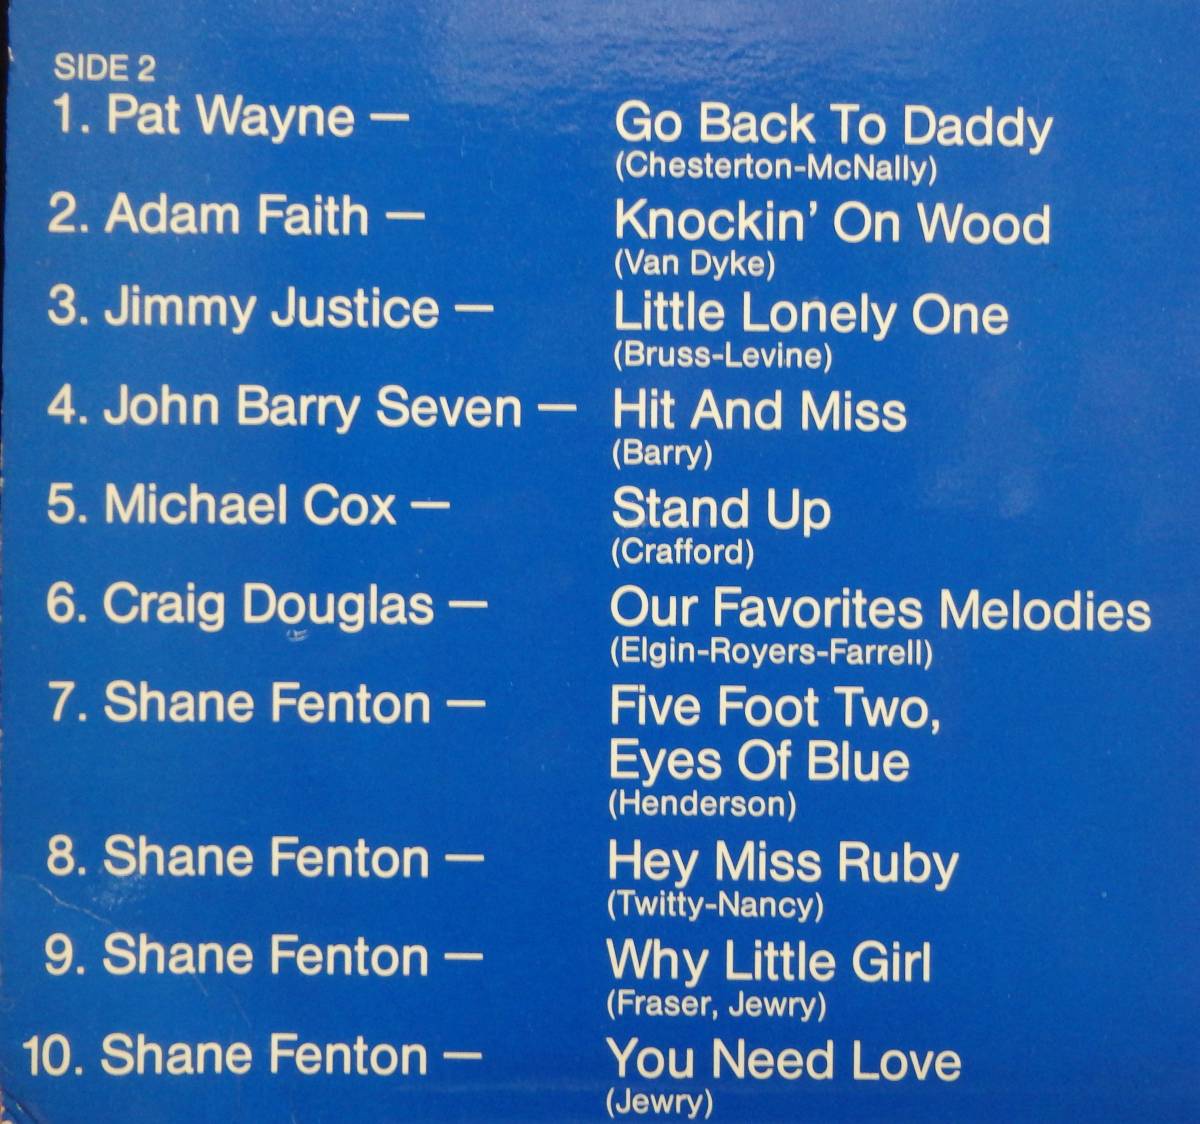 SIDE 2
1. Pat Wayne — Go Back To Daddy
(Chesterton-McNally)
2. Adam Faith — Knockin' On Wood
(Van Dyke)
3. Jimmy Justice — Little Lonely One
(Bruss-Levine)
4. John Barry Seven — Hit And Miss
(Barry)
5. Michael Cox — Stand Up
(Crafford)
6. Craig Douglas — Our Favorites Melodies
(Elgin-Royers-Farrell)
7. Shane Fenton — Five Foot Two,
Eyes Of Blue
(Henderson)
8. Shane Fenton — Hey Miss Ruby
(Twitty-Nancy)
9. Shane Fenton — Why Little Girl
(Fraser, Jewry)
10. Shane Fenton — You Need Love
(Jewry)